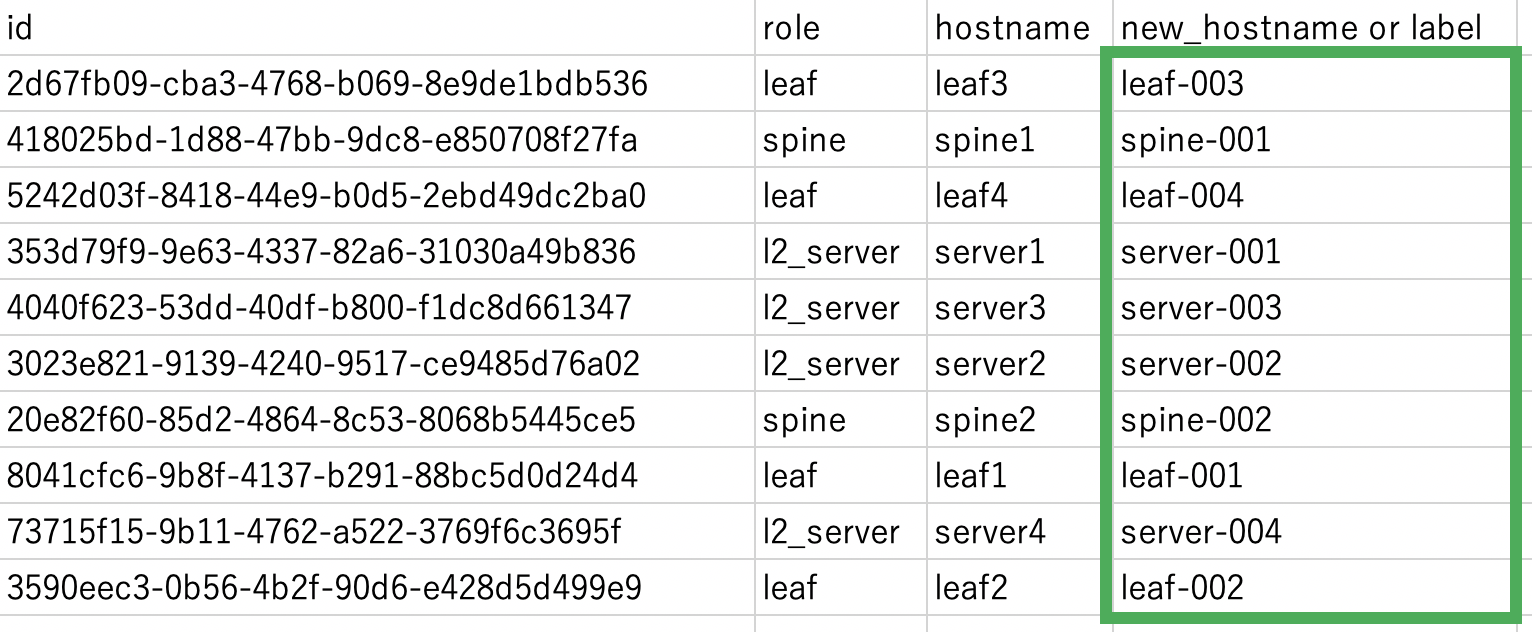 id role hostname new_hostname or label
2d67fb09-cba3-4768-b069-8e9de1bdb536 leaf leaf3 leaf-003
418025bd-1d88-47bb-9dc8-e850708f27fa spine spine1 spine-001
5242d03f-8418-44e9-b0d5-2ebd49dc2ba0 leaf leaf4 leaf-004
353d79f9-9e63-4337-82a6-31030a49b836 l2_server server1 server-001
4040f623-53dd-40df-b800-f1dc8d661347 l2_server server3 server-003
3023e821-9139-4240-9517-ce9485d76a02 l2_server server2 server-002
20e82f60-85d2-4864-8c53-8068b5445ce5 spine spine2 spine-002
8041cfc6-9b8f-4137-b291-88bc5d0d24d4 leaf leaf1 leaf-001
73715f15-9b11-4762-a522-3769f6c3695f l2_server server4 server-004
3590eec3-0b56-4b2f-90d6-e428d5d499e9 leaf leaf2 leaf-002